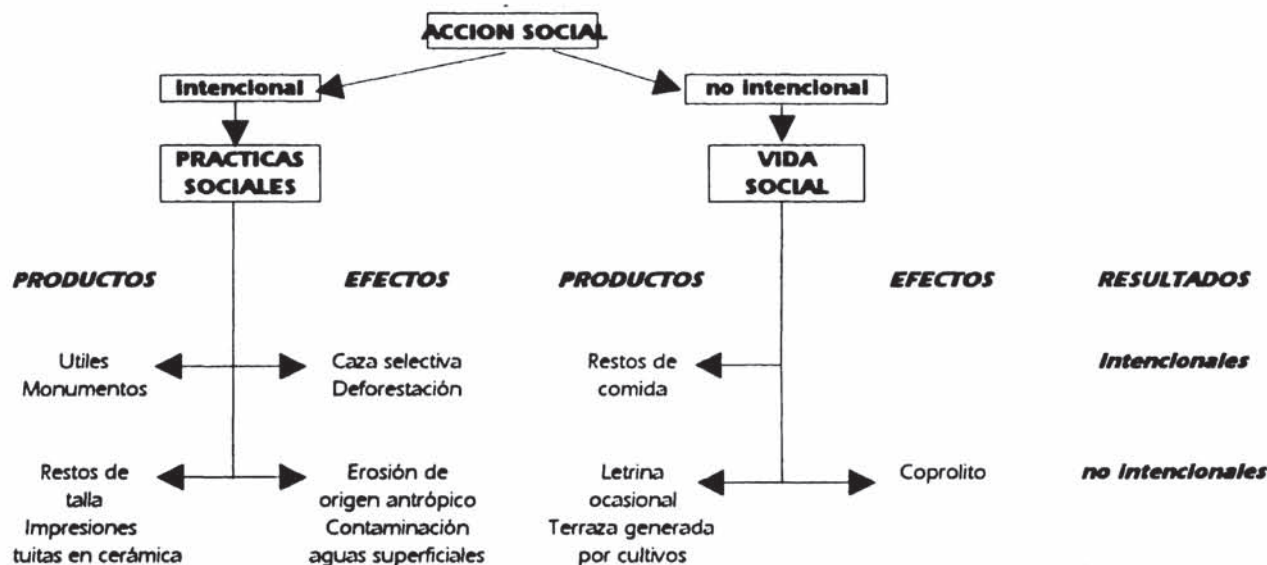 ACCION SOCIAL
intencional
no intencional
PRACTICAS
SOCIALES
VIDA
SOCIAL
PRODUCTOS
EFECTOS
PRODUCTOS
EFECTOS
RESULTADOS
Utiles
Monumentos
Caza selectiva
Deforestación
Restos de
comida
intencionales
Restos de
talla
Impresiones
tuitas en cerámica
Erosión de
origen antrópico
Contaminación
aguas superficiales
Letrina
ocasional
Terraza generada
por cultivos
Coprolito
no intencionales